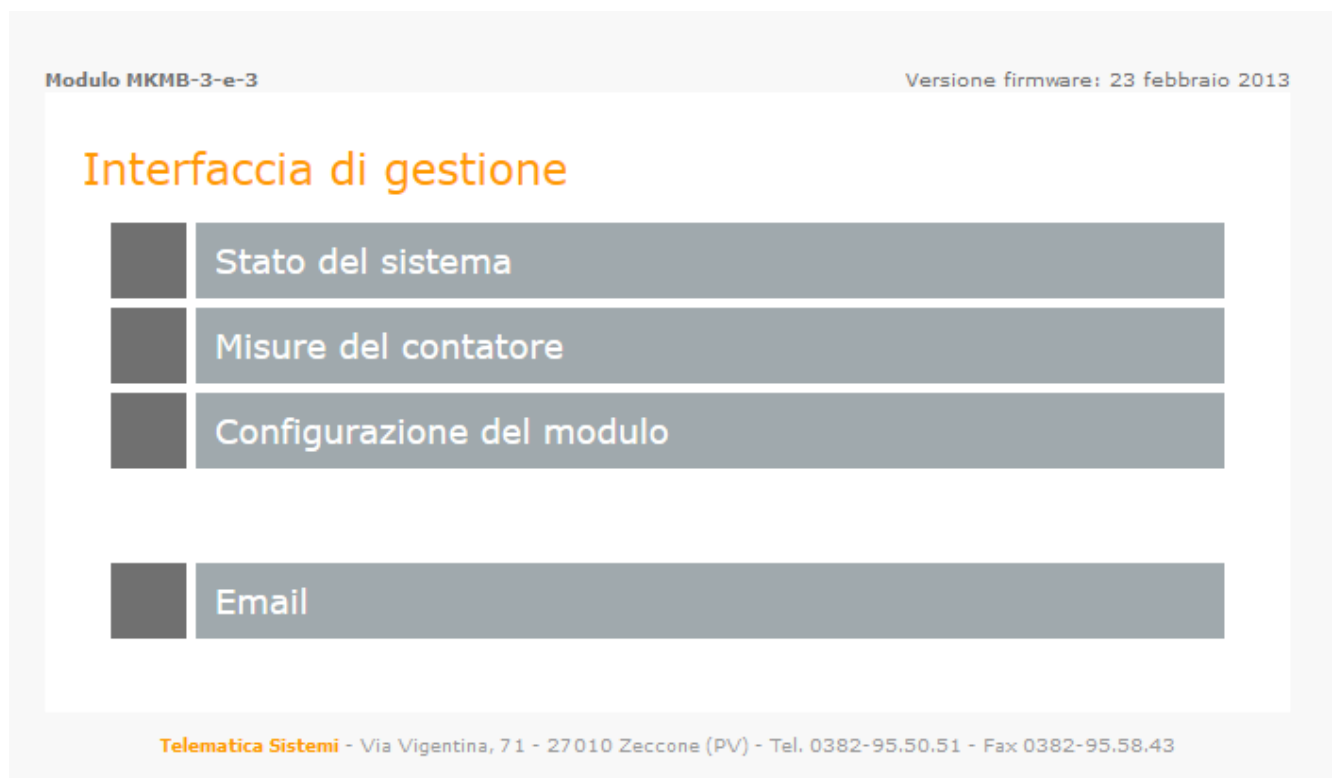 Modulo MKMB-3-e-3 Versione firmware: 23 febbraio 2013
Interfaccia di gestione
Stato del sistema
Misure del contatore
Configurazione del modulo
Email
Telematica Sistemi - Via Vigentina, 71 - 27010 Zeccone (PV) - Tel. 0382-95.50.51 - Fax 0382-95.58.43